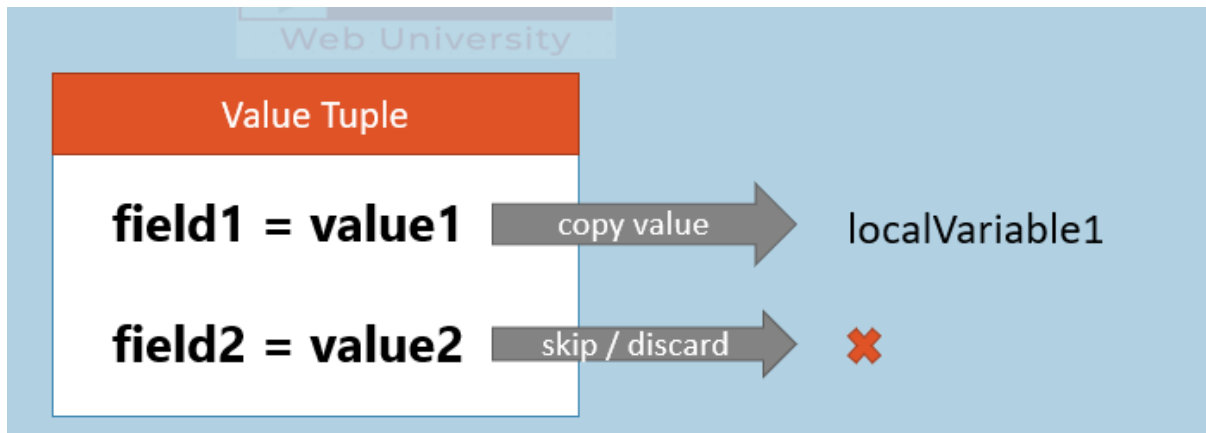 Web University
Value Tuple
field1 = value1
copy value
localVariable1
field2 = value2
skip / discard